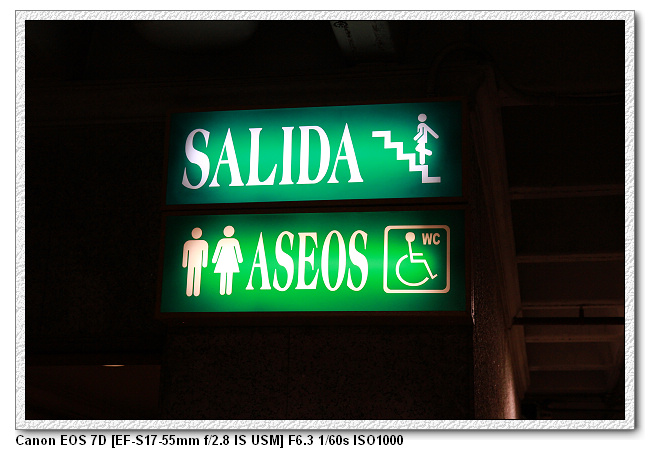 SALIDA
ASEOS WC
Canon EOS 7D [EF-S17-55mm f/2.8 IS USM] F6.3 1/60s ISO1000